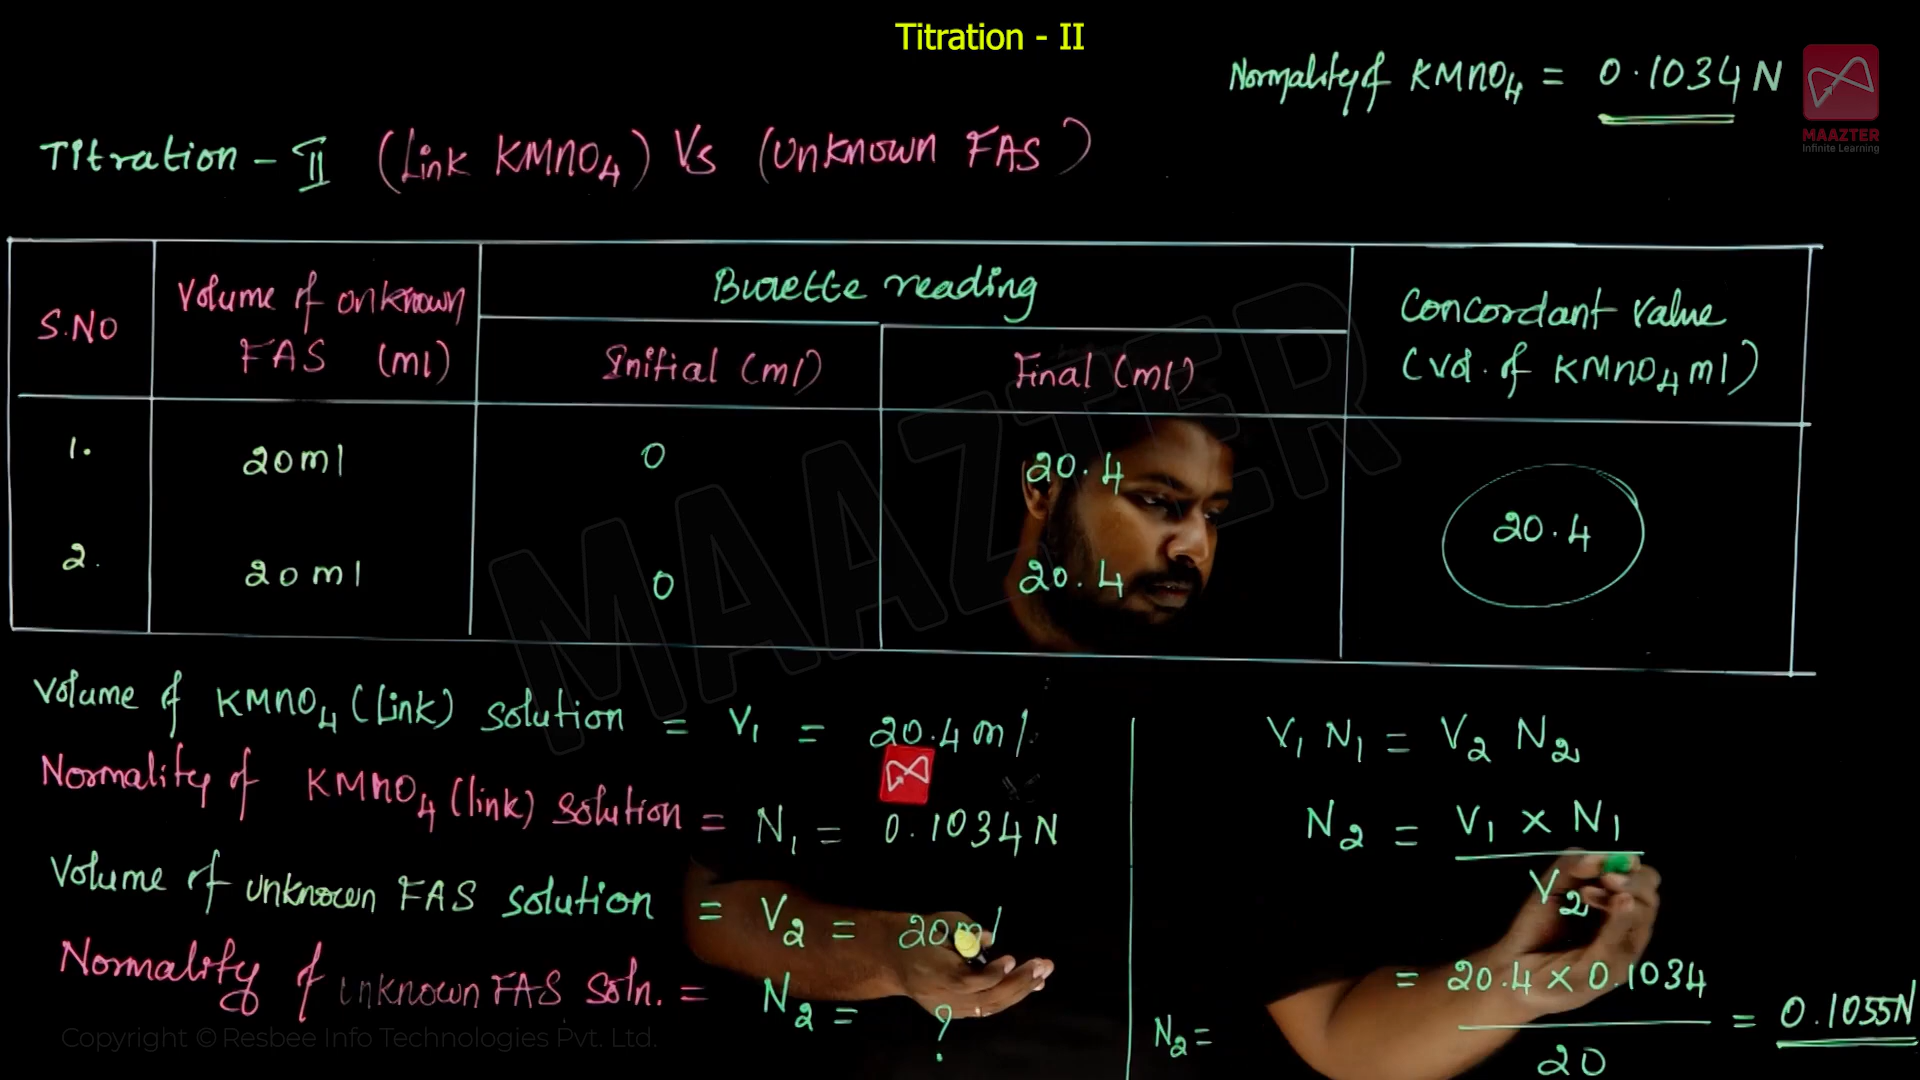 Titration - II
Normality of KMnO4 = 0.1034 N
MAAZTER
Infinite Learning
Titration - II (Link KMnO4) Vs (Unknown FAS)
S.NO
Volume of unknown FAS (ml)
Burette reading
Initial (ml)
Final (ml)
Concordant value (vol. of KMnO4 ml)
1. 20ml 0 20.4
20.4
2. 20ml 0 20.4
MAAZTER
Volume of KMnO4 (Link) solution = V1 = 20.4 ml
Normality of KMnO4 (link) solution = N1 = 0.1034 N
Volume of unknown FAS solution = V2 = 20ml
Normality of unknown FAS soln. = N2 = ?
V1 N1 = V2 N2
N2 = V1 x N1
V2
N2 = = 20.4 x 0.1034 = 0.1055N
20
Copyright © Resbee Info Technologies Pvt. Ltd.